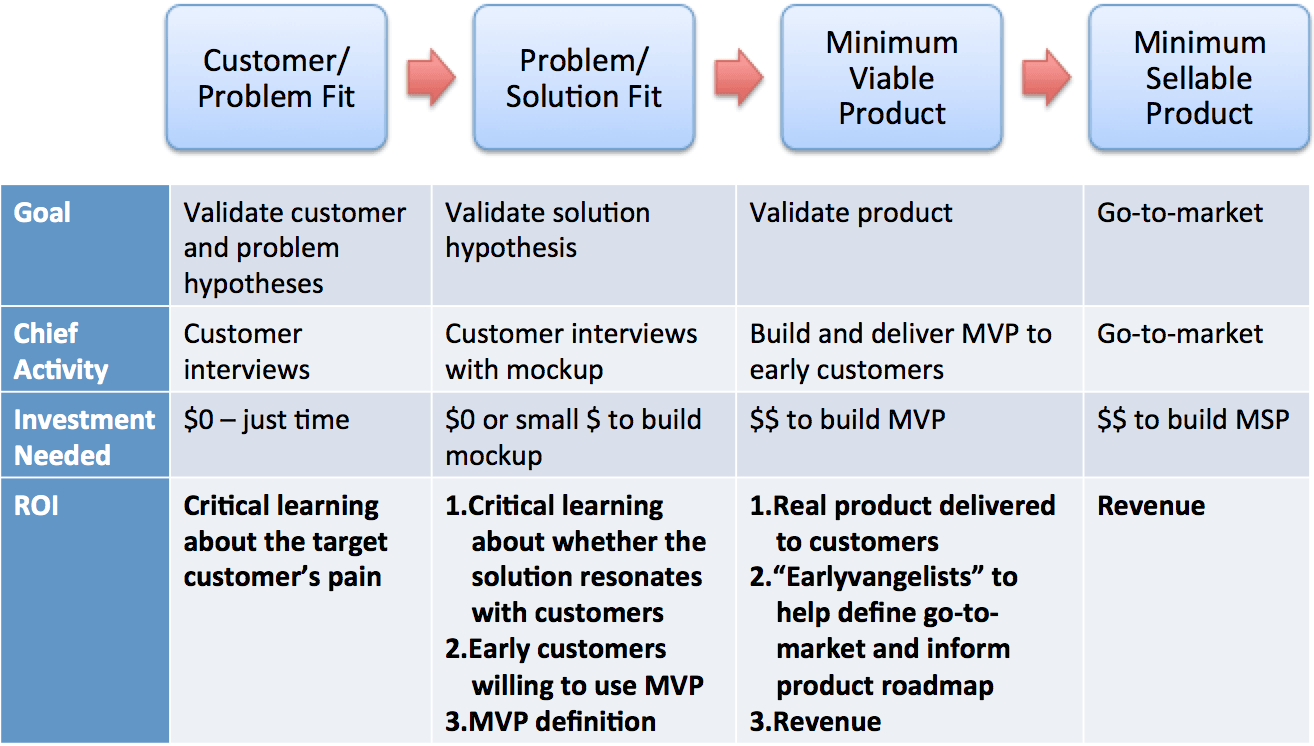 Customer/
Problem Fit
Problem/
Solution Fit
Minimum
Viable
Product
Minimum
Sellable
Product
Goal
Validate customer
and problem
hypotheses
Validate solution
hypothesis
Validate product
Go-to-market
Chief
Activity
Customer
interviews
Customer interviews
with mockup
Build and deliver MVP to
early customers
Go-to-market
Investment
Needed
$0 – just time
$0 or small $ to build
mockup
$$ to build MVP
$$ to build MSP
ROI
Critical learning
about the target
customer’s pain
1.Critical learning
about whether the
solution resonates
with customers
2.Early customers
willing to use MVP
3.MVP definition
1.Real product delivered
to customers
2.“Earlyvangelists” to
help define go-to-
market and inform
product roadmap
3.Revenue
Revenue